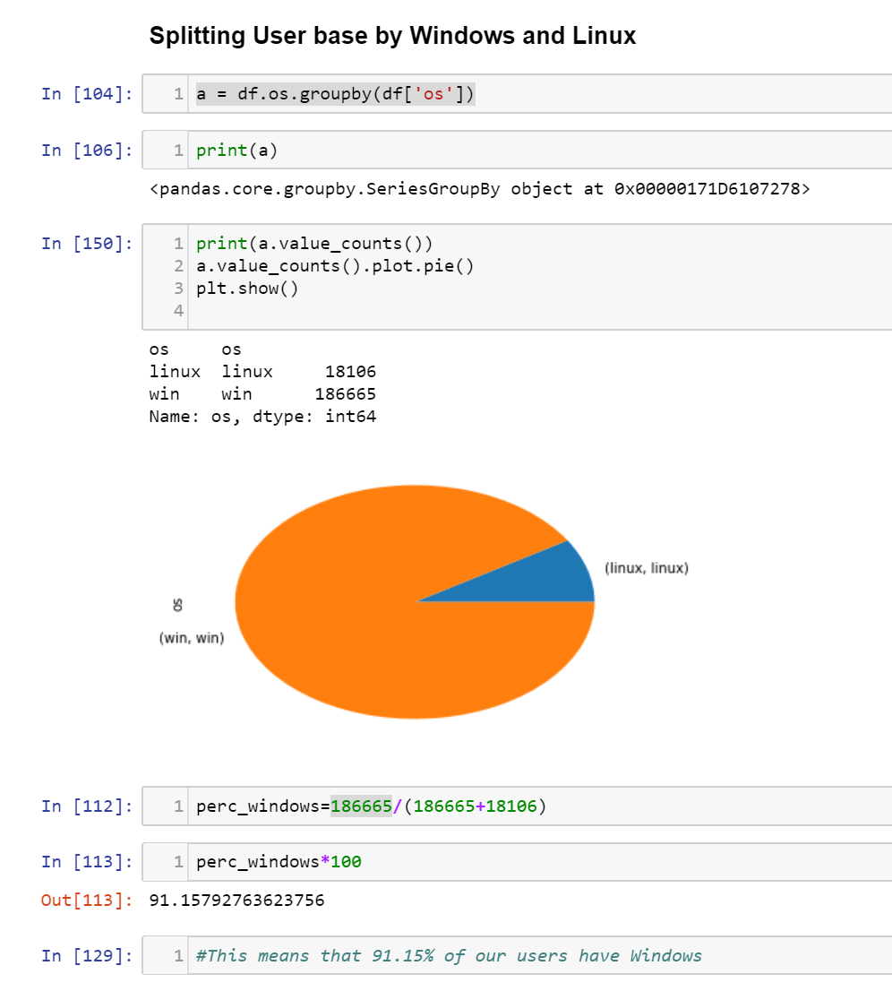 Splitting User base by Windows and Linux
In [104]: 1 a = df.os.groupby(df['os'])
In [106]: 1 print(a)
<pandas.core.groupby.SeriesGroupBy object at 0x00000171D6107278>
In [150]: 1 print(a.value_counts())
2 a.value_counts().plot.pie()
3 plt.show()
4
os os
linux linux 18106
win win 186665
Name: os, dtype: int64
(linux, linux)
os
(win, win)
In [112]: 1 perc_windows=186665/(186665+18106)
In [113]: 1 perc_windows*100
Out[113]: 91.15792763623756
In [129]: 1 #This means that 91.15% of our users have Windows